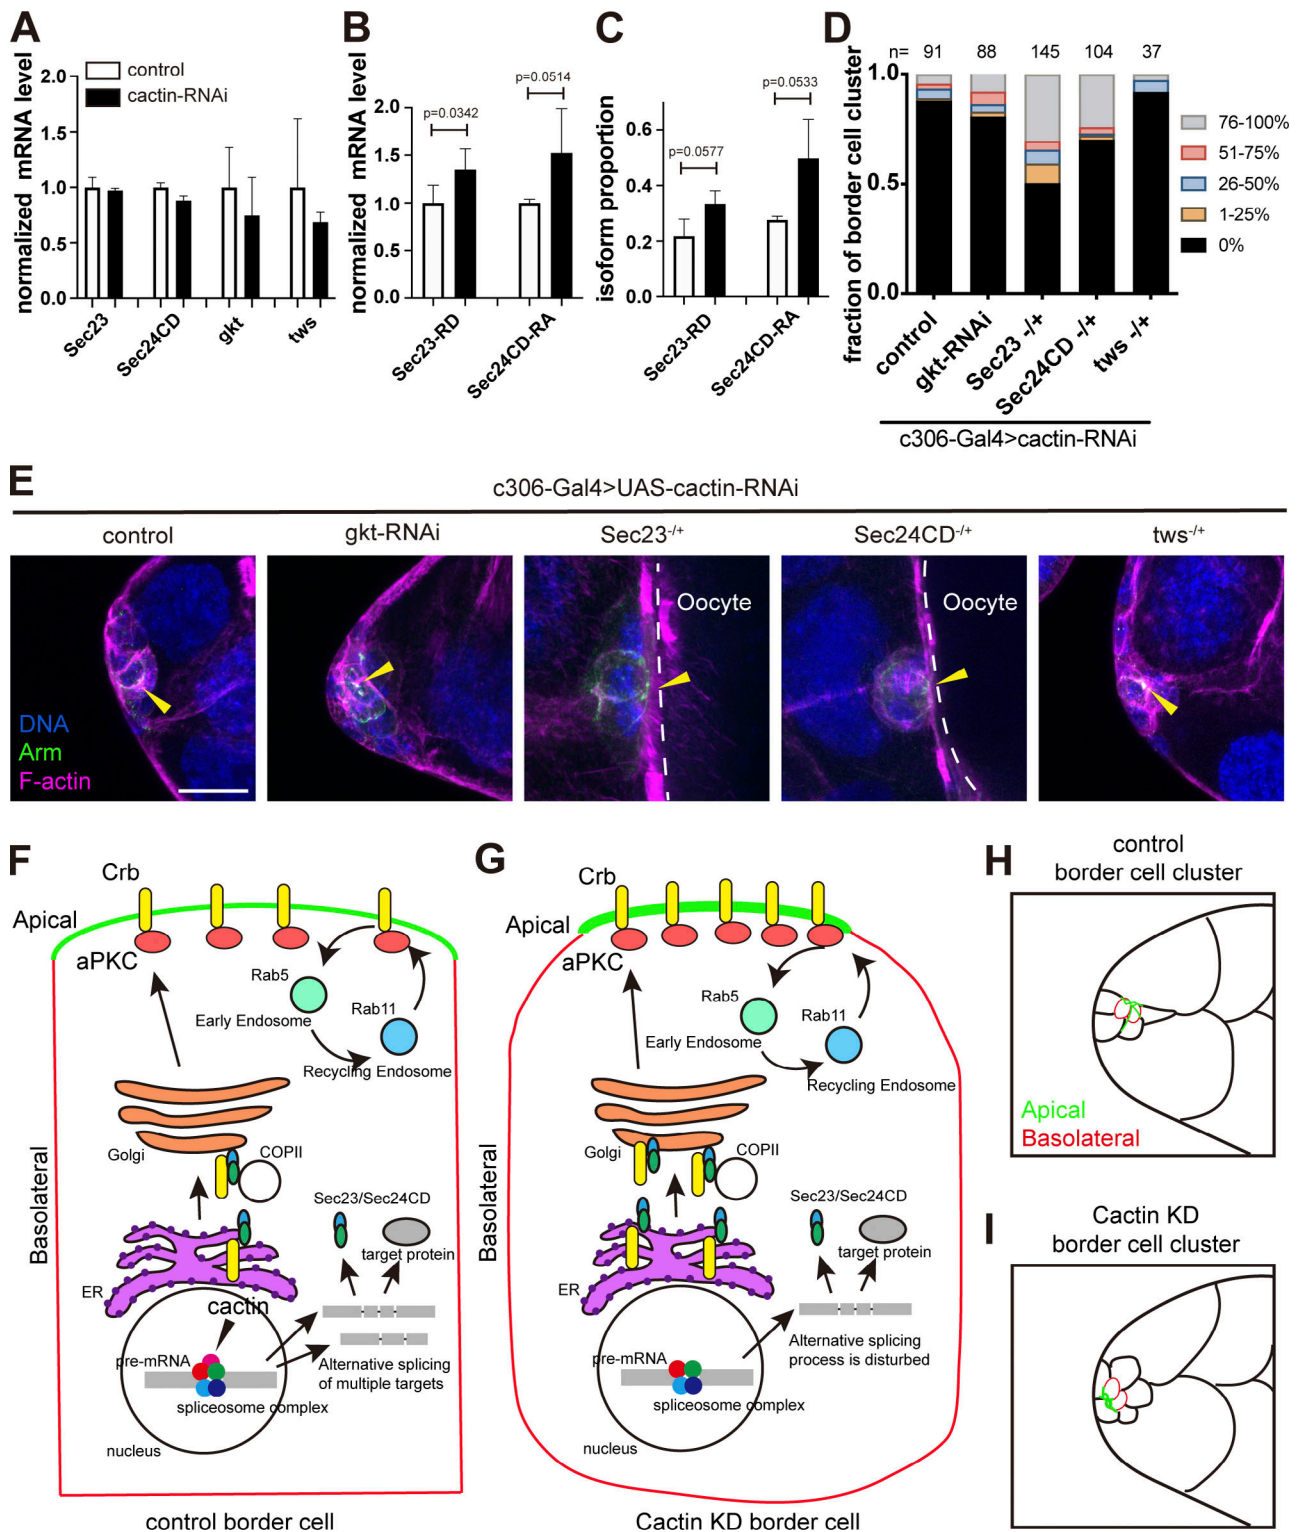 A
normalized mRNA level
control
cactin-RNAi
2.0
1.5
1.0
0.5
0.0
Sec23
Sec24CD
gkt
tws
B
normalized mRNA level
2.0
1.5
1.0
0.5
0.0
p=0.0342
p=0.0514
Sec23-RD
Sec24CD-RA
C
isoform proportion
0.6
0.4
0.2
0.0
p=0.0577
p=0.0533
Sec23-RD
Sec24CD-RA
D
fraction of border cell cluster
n= 91 88 145 104 37
1.0
0.5
0.0
76-100%
51-75%
26-50%
1-25%
0%
control
gkt-RNAi
Sec23 -/+
Sec24CD -/+
tws -/+
c306-Gal4>cactin-RNAi
E
c306-Gal4>UAS-cactin-RNAi
control
gkt-RNAi
Sec23-/+
Sec24CD-/+
tws-/+
DNA
Arm
F-actin
Oocyte
Oocyte
F
Crb
Apical
aPKC
Rab5
Early Endosome
Rab11
Recycling Endosome
Golgi
COPII
Basolateral
Sec23/Sec24CD
target protein
ER
cactin
pre-mRNA
Alternative splicing
of multiple targets
spliceosome complex
nucleus
control border cell
G
Crb
Apical
aPKC
Rab5
Early Endosome
Rab11
Recycling Endosome
Golgi
COPII
Basolateral
Sec23/Sec24CD
target protein
ER
pre-mRNA
Alternative splicing
process is disturbed
spliceosome complex
nucleus
Cactin KD border cell
H
control
border cell cluster
Apical
Basolateral
I
Cactin KD
border cell cluster